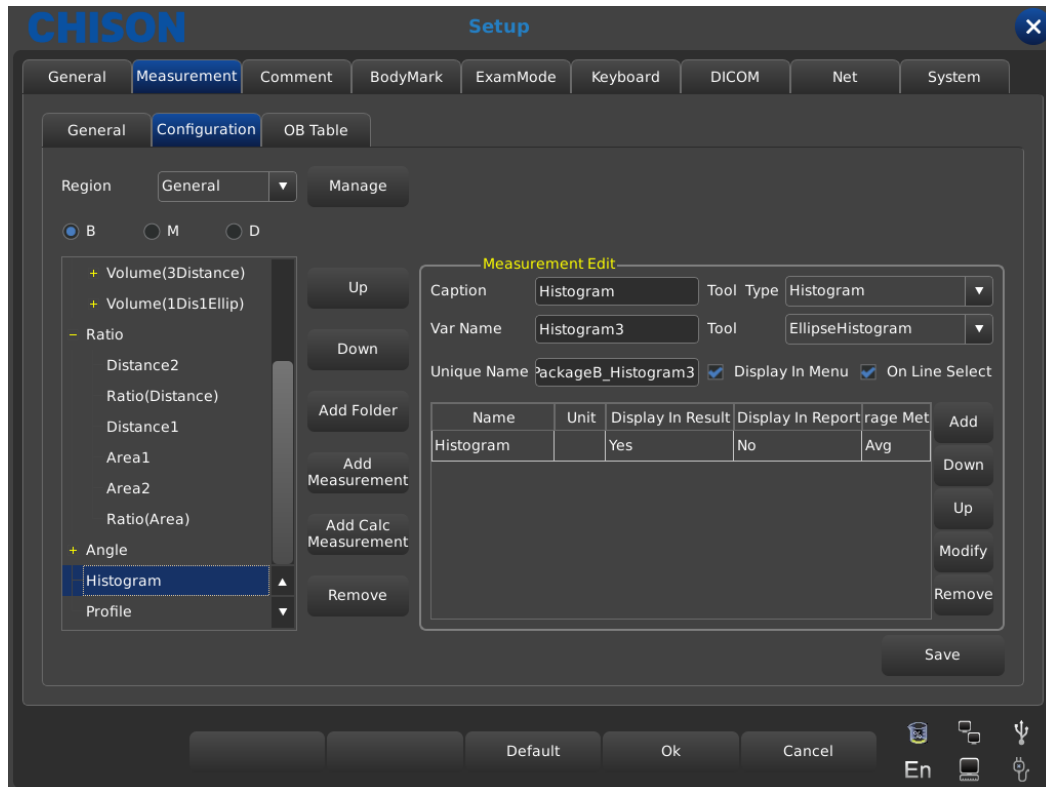 CHISON
Setup
General Measurement Comment BodyMark ExamMode Keyboard DICOM Net System
General Configuration OB Table
Region General Manage
B M D
+ Volume(3Distance)
+ Volume(1Dis1Ellip)
− Ratio
Distance2
Ratio(Distance)
Distance1
Area1
Area2
Ratio(Area)
+ Angle
Histogram
Profile
Up
Down
Add Folder
Add
Measurement
Add Calc
Measurement
Remove
Measurement Edit
Caption Histogram Tool Type Histogram
Var Name Histogram3 Tool EllipseHistogram
Unique Name PackageB_Histogram3 Display In Menu On Line Select
Name Unit Display In Result Display In Report rage Met
Histogram Yes No Avg
Add
Down
Up
Modify
Remove
Save
Default Ok Cancel
En